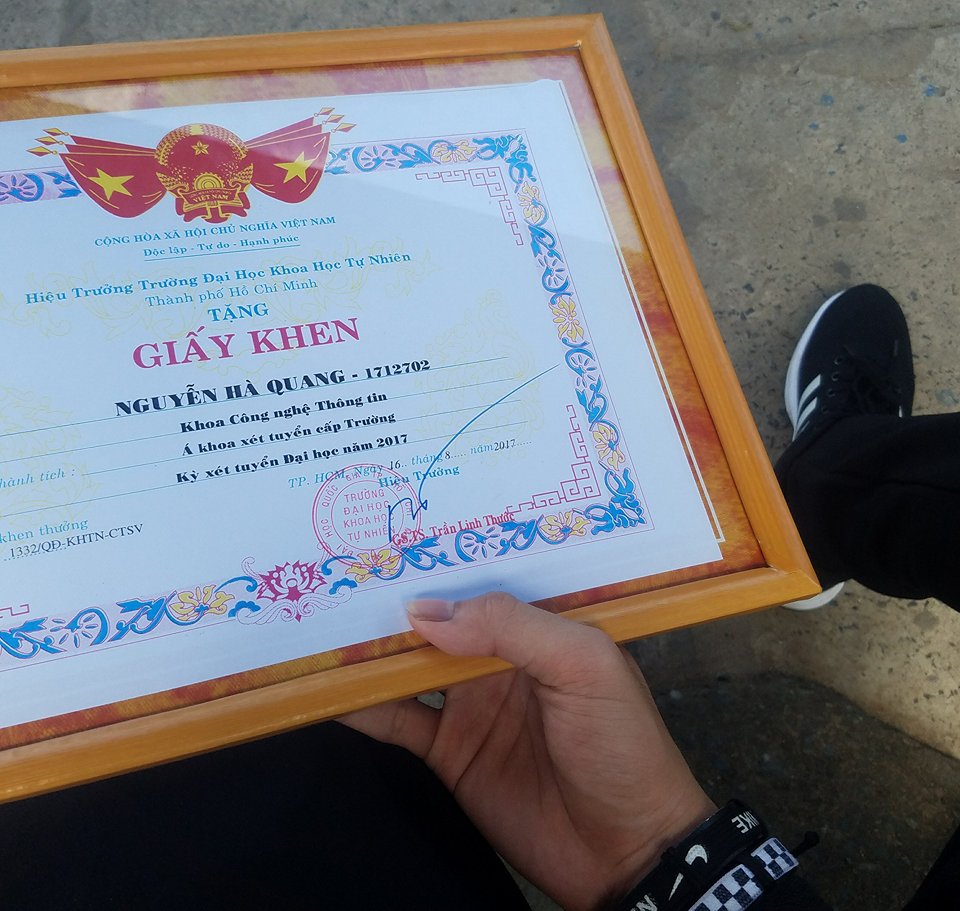 VIỆT NAM
CỘNG HÒA XÃ HỘI CHỦ NGHĨA VIỆT NAM
Độc lập - Tự do - Hạnh phúc
Hiệu Trưởng Trường Đại Học Khoa Học Tự Nhiên
Thành phố Hồ Chí Minh
TẶNG
GIẤY KHEN
NGUYỄN HÀ QUANG - 1712702
Khoa Công nghệ Thông tin
Á khoa xét tuyển cấp Trường
hành tích :
Kỳ xét tuyển Đại học năm 2017
TP. HCM, Ngày 16.. tháng 8..... năm 2017.....
Hiệu Trưởng
khen thưởng
..1332/QĐ-KHTN-CTSV
TRƯỜNG
ĐẠI HỌC
KHOA HỌC
TỰ NHIÊN
GS.TS. Trần Linh Thước
NIKE